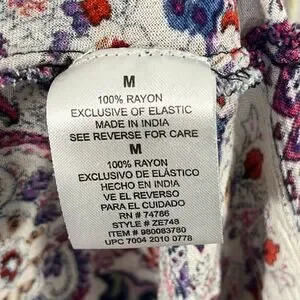 M
100% RAYON
EXCLUSIVE OF ELASTIC
MADE IN INDIA
SEE REVERSE FOR CARE
M
100% RAYON
EXCLUSIVO DE ELÀSTICO
HECHO EN INDIA
VE EL REVERSO
PARA EL CUIDADO
RN # 74786
STYLE # ZE748
ITEM # 980083780
UPC 7004 2010 0778